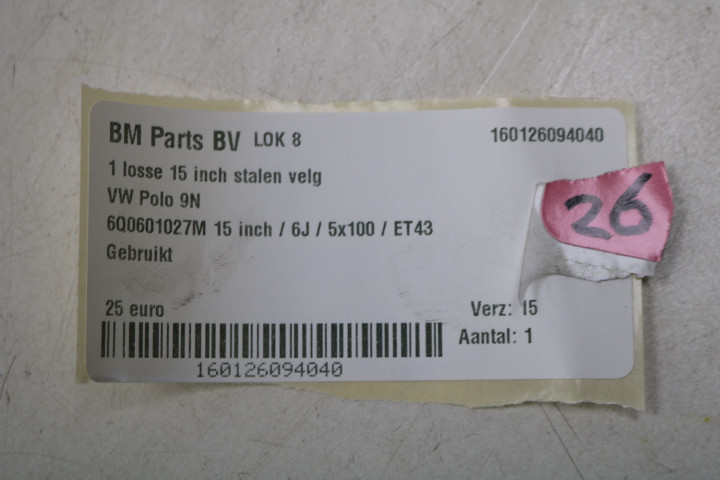 BM Parts BV LOK 8 160126094040
1 losse 15 inch stalen velg
VW Polo 9N
6Q0601027M 15 inch / 6J / 5x100 / ET43
Gebruikt
26
25 euro Verz: 15
Aantal: 1
160126094040